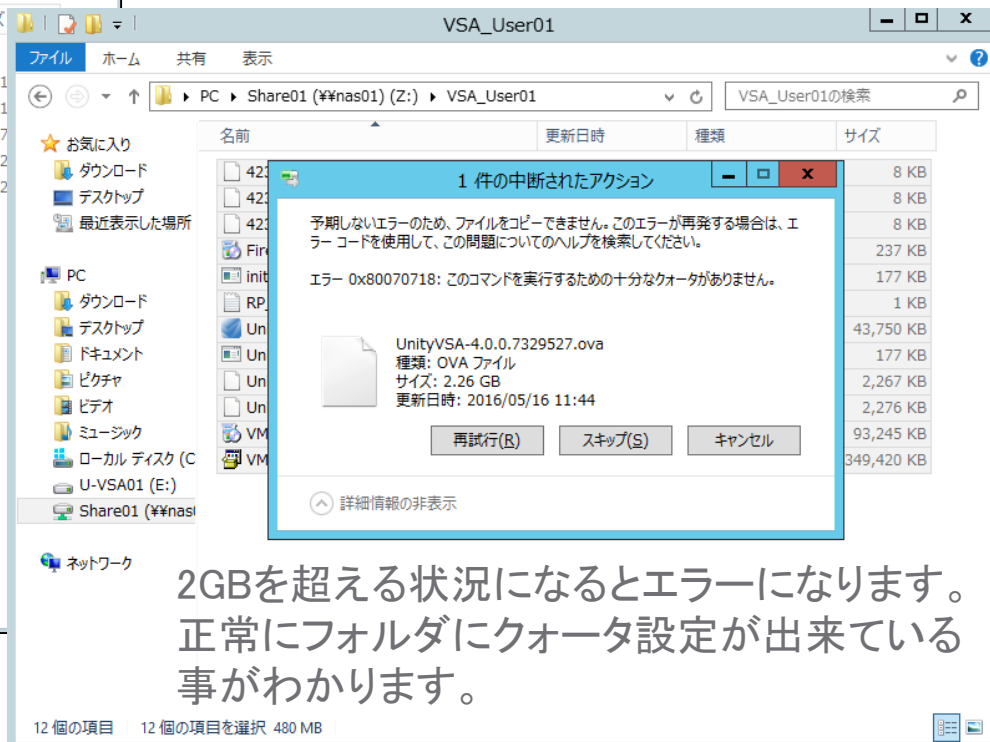 VSA_User01
ファイル ホーム 共有 表示
PC Share01 (¥¥nas01) (Z:) VSA_User01 VSA_User01の検索
名前 更新日時 種類 サイズ
お気に入り
ダウンロード
デスクトップ
最近表示した場所
PC
ダウンロード
デスクトップ
ドキュメント
ピクチャ
ビデオ
ミュージック
ローカル ディスク (C
U-VSA01 (E:)
Share01 (¥¥nas
ネットワーク
423 8 KB
423 8 KB
423 8 KB
Fire 237 KB
init 177 KB
RP_ 1 KB
Un 43,750 KB
Un 177 KB
Un 2,267 KB
Un 2,276 KB
VM 93,245 KB
VM 349,420 KB
1 件の中断されたアクション
予期しないエラーのため、ファイルをコピーできません。このエラーが再発する場合は、エ
ラー コードを使用して、この問題についてのヘルプを検索してください。
エラー 0x80070718: このコマンドを実行するための十分なクォータがありません。
UnityVSA-4.0.0.7329527.ova
種類: OVA ファイル
サイズ: 2.26 GB
更新日時: 2016/05/16 11:44
再試行(R) スキップ(S) キャンセル
詳細情報の非表示
2GBを超える状況になるとエラーになります。
正常にフォルダにクォータ設定が出来ている
事がわかります。
12 個の項目 12 個の項目を選択 480 MB